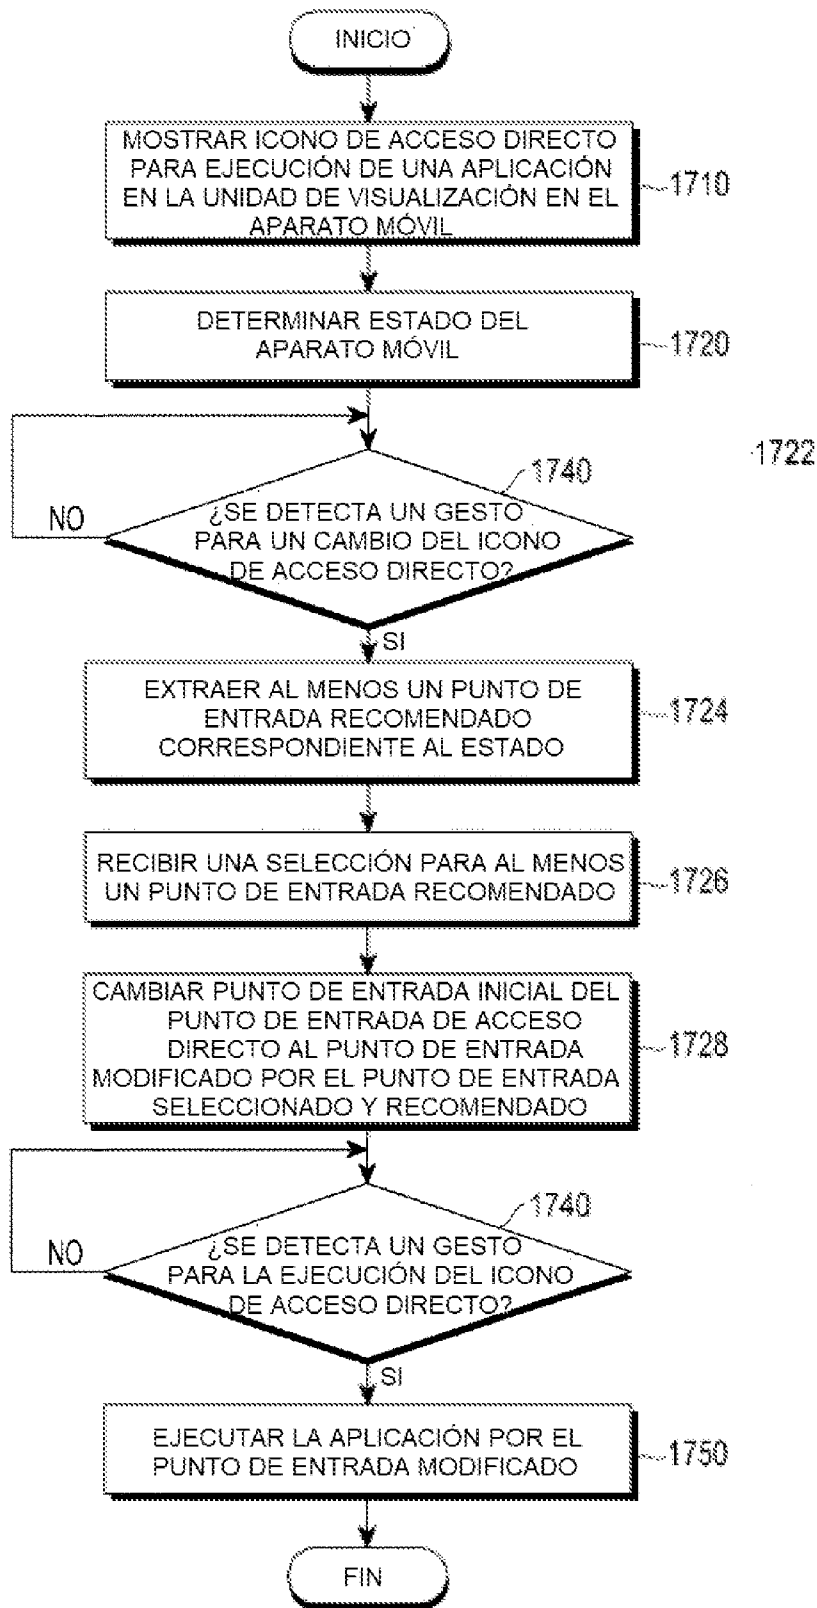 INICIO
MOSTRAR ICONO DE ACCESO DIRECTO
PARA EJECUCIÓN DE UNA APLICACIÓN
EN LA UNIDAD DE VISUALIZACIÓN EN EL
APARATO MÓVIL
1710
DETERMINAR ESTADO DEL
APARATO MÓVIL
1720
1740
1722
¿SE DETECTA UN GESTO
PARA UN CAMBIO DEL ICONO
DE ACCESO DIRECTO?
NO
SI
EXTRAER AL MENOS UN PUNTO DE
ENTRADA RECOMENDADO
CORRESPONDIENTE AL ESTADO
1724
RECIBIR UNA SELECCIÓN PARA AL MENOS
UN PUNTO DE ENTRADA RECOMENDADO
1726
CAMBIAR PUNTO DE ENTRADA INICIAL DEL
PUNTO DE ENTRADA DE ACCESO
DIRECTO AL PUNTO DE ENTRADA
MODIFICADO POR EL PUNTO DE ENTRADA
SELECCIONADO Y RECOMENDADO
1728
1740
¿SE DETECTA UN GESTO
PARA LA EJECUCIÓN DEL ICONO
DE ACCESO DIRECTO?
NO
SI
EJECUTAR LA APLICACIÓN POR EL
PUNTO DE ENTRADA MODIFICADO
1750
FIN